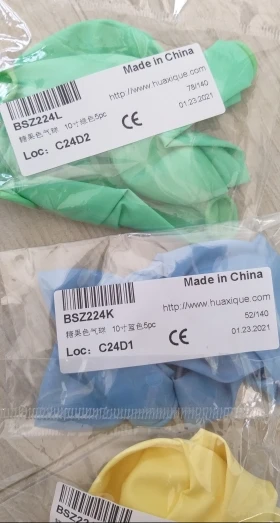 Made in China
http://www.huaxique.com/
BSZ224L
78/140
糖果色气球 10寸绿色5pc
01.23.2021
CE
Loc: C24D2
Made in China
BSZ224K
http://www.huaxique.com/
糖果色气球 10寸蓝色5pc
52/140
01.23.2021
CE
Loc: C24D1
Made in China